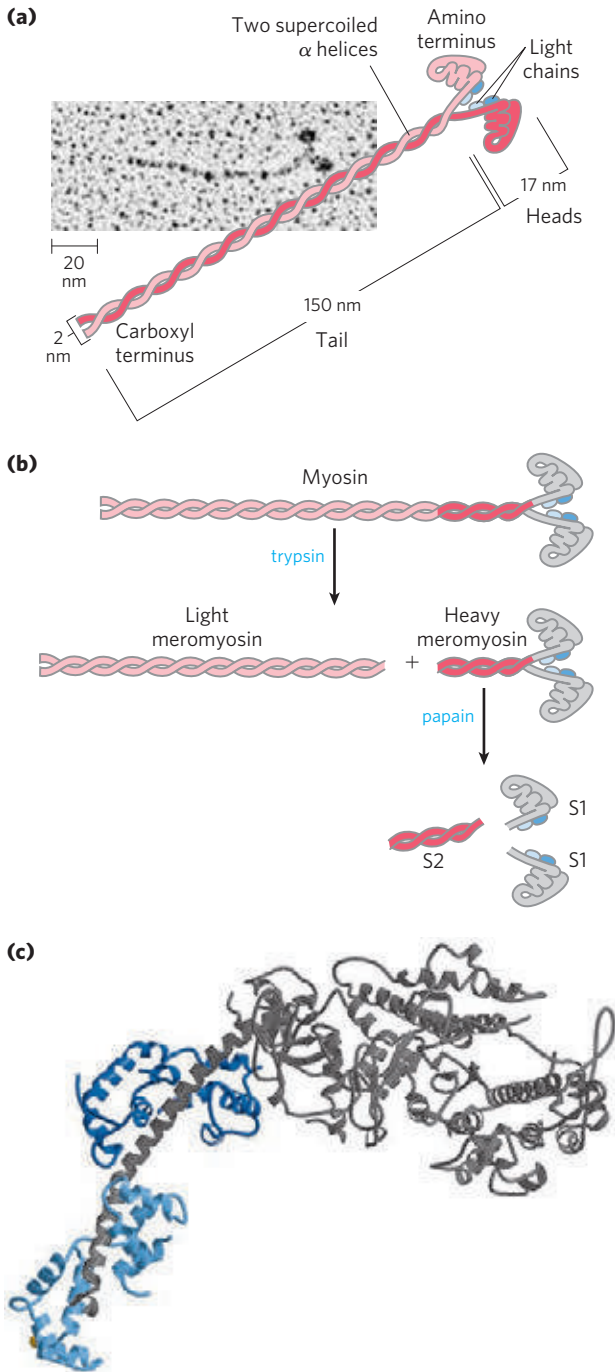 (a)
Two supercoiled
α helices
Amino
terminus
Light
chains
20
nm
17 nm
Heads
150 nm
Tail
2
nm
Carboxyl
terminus
(b)
Myosin
trypsin
Light
meromyosin
+
Heavy
meromyosin
papain
S2
S1
S1
(c)